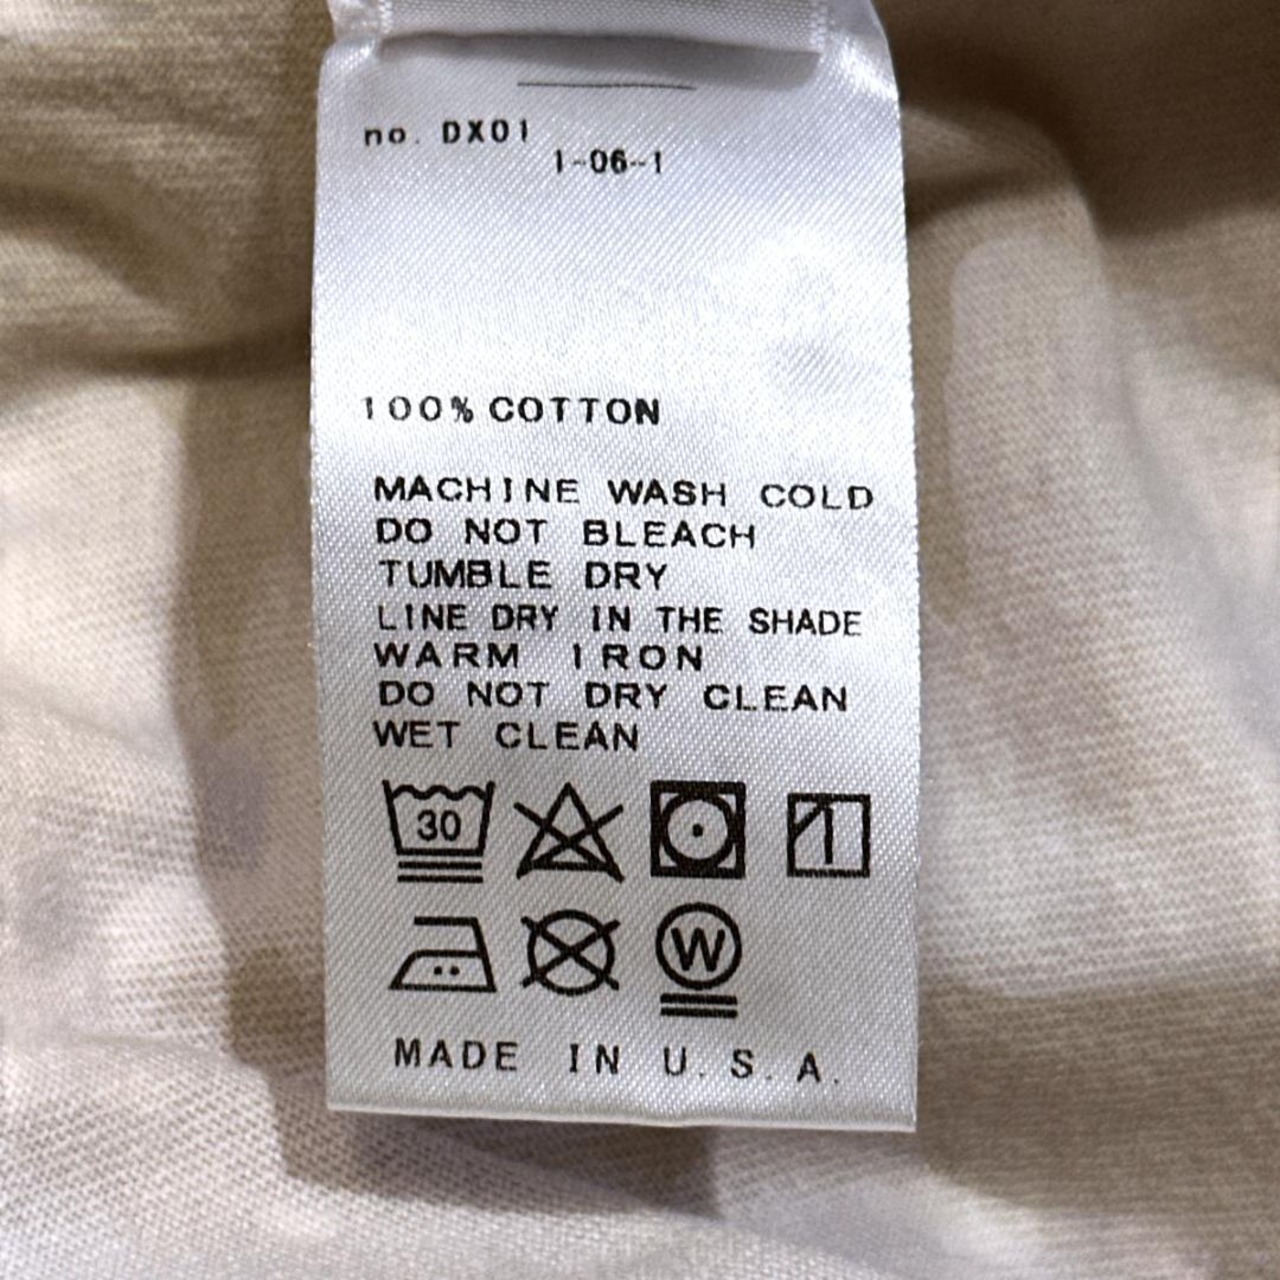 no. DX01
1-06-1
100% COTTON
MACHINE WASH COLD
DO NOT BLEACH
TUMBLE DRY
LINE DRY IN THE SHADE
WARM IRON
DO NOT DRY CLEAN
WET CLEAN
30
W
MADE IN U.S.A.